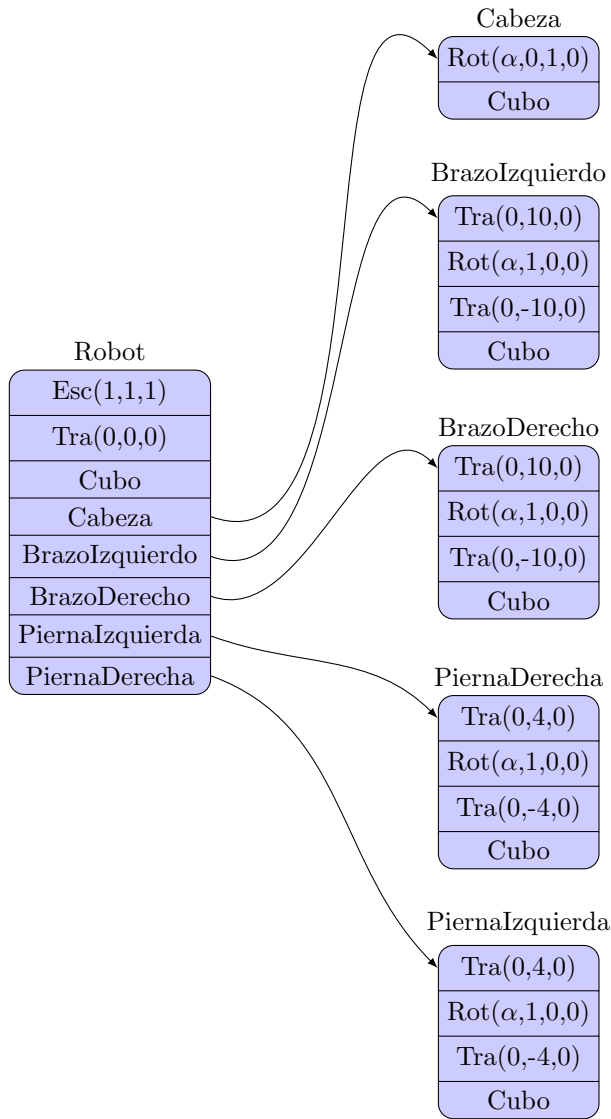 Robot
Esc(1,1,1)
Tra(0,0,0)
Cubo
Cabeza
BrazoIzquierdo
BrazoDerecho
PiernaIzquierda
PiernaDerecha
Cabeza
Rot(α,0,1,0)
Cubo
BrazoIzquierdo
Tra(0,10,0)
Rot(α,1,0,0)
Tra(0,-10,0)
Cubo
BrazoDerecho
Tra(0,10,0)
Rot(α,1,0,0)
Tra(0,-10,0)
Cubo
PiernaDerecha
Tra(0,4,0)
Rot(α,1,0,0)
Tra(0,-4,0)
Cubo
PiernaIzquierda
Tra(0,4,0)
Rot(α,1,0,0)
Tra(0,-4,0)
Cubo